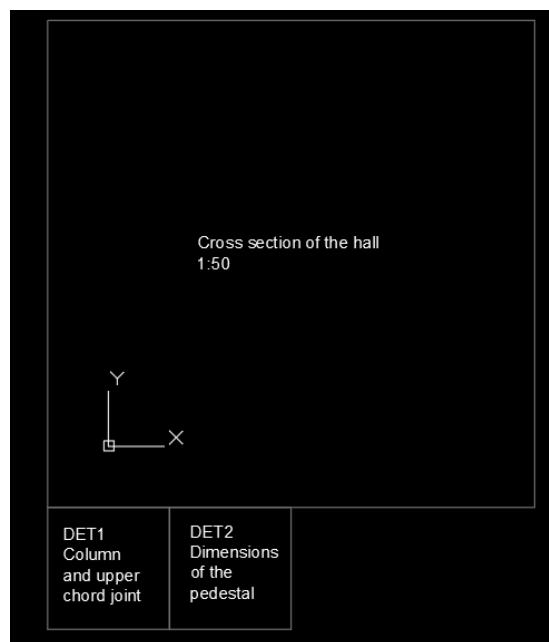 Cross section of the hall
1:50
Y
X
DET1
Column
and upper
chord joint
DET2
Dimensions
of the
pedestal